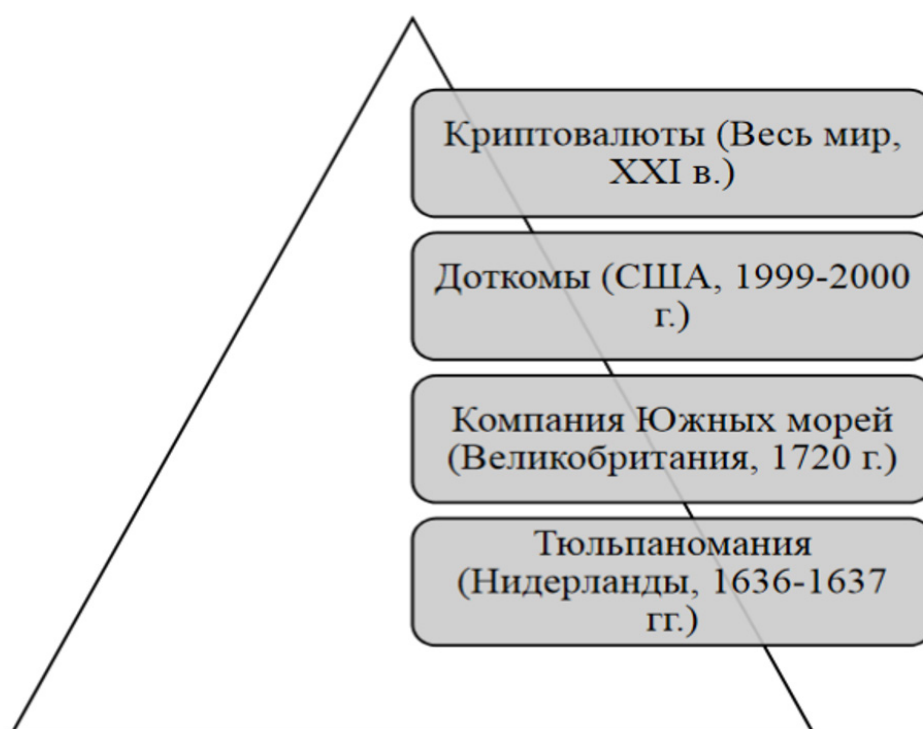 Криптовалюты (Весь мир,
XXI в.)
Доткомы (США, 1999-2000
г.)
Компания Южных морей
(Великобритания, 1720 г.)
Тюльпаномания
(Нидерланды, 1636-1637
гг.)